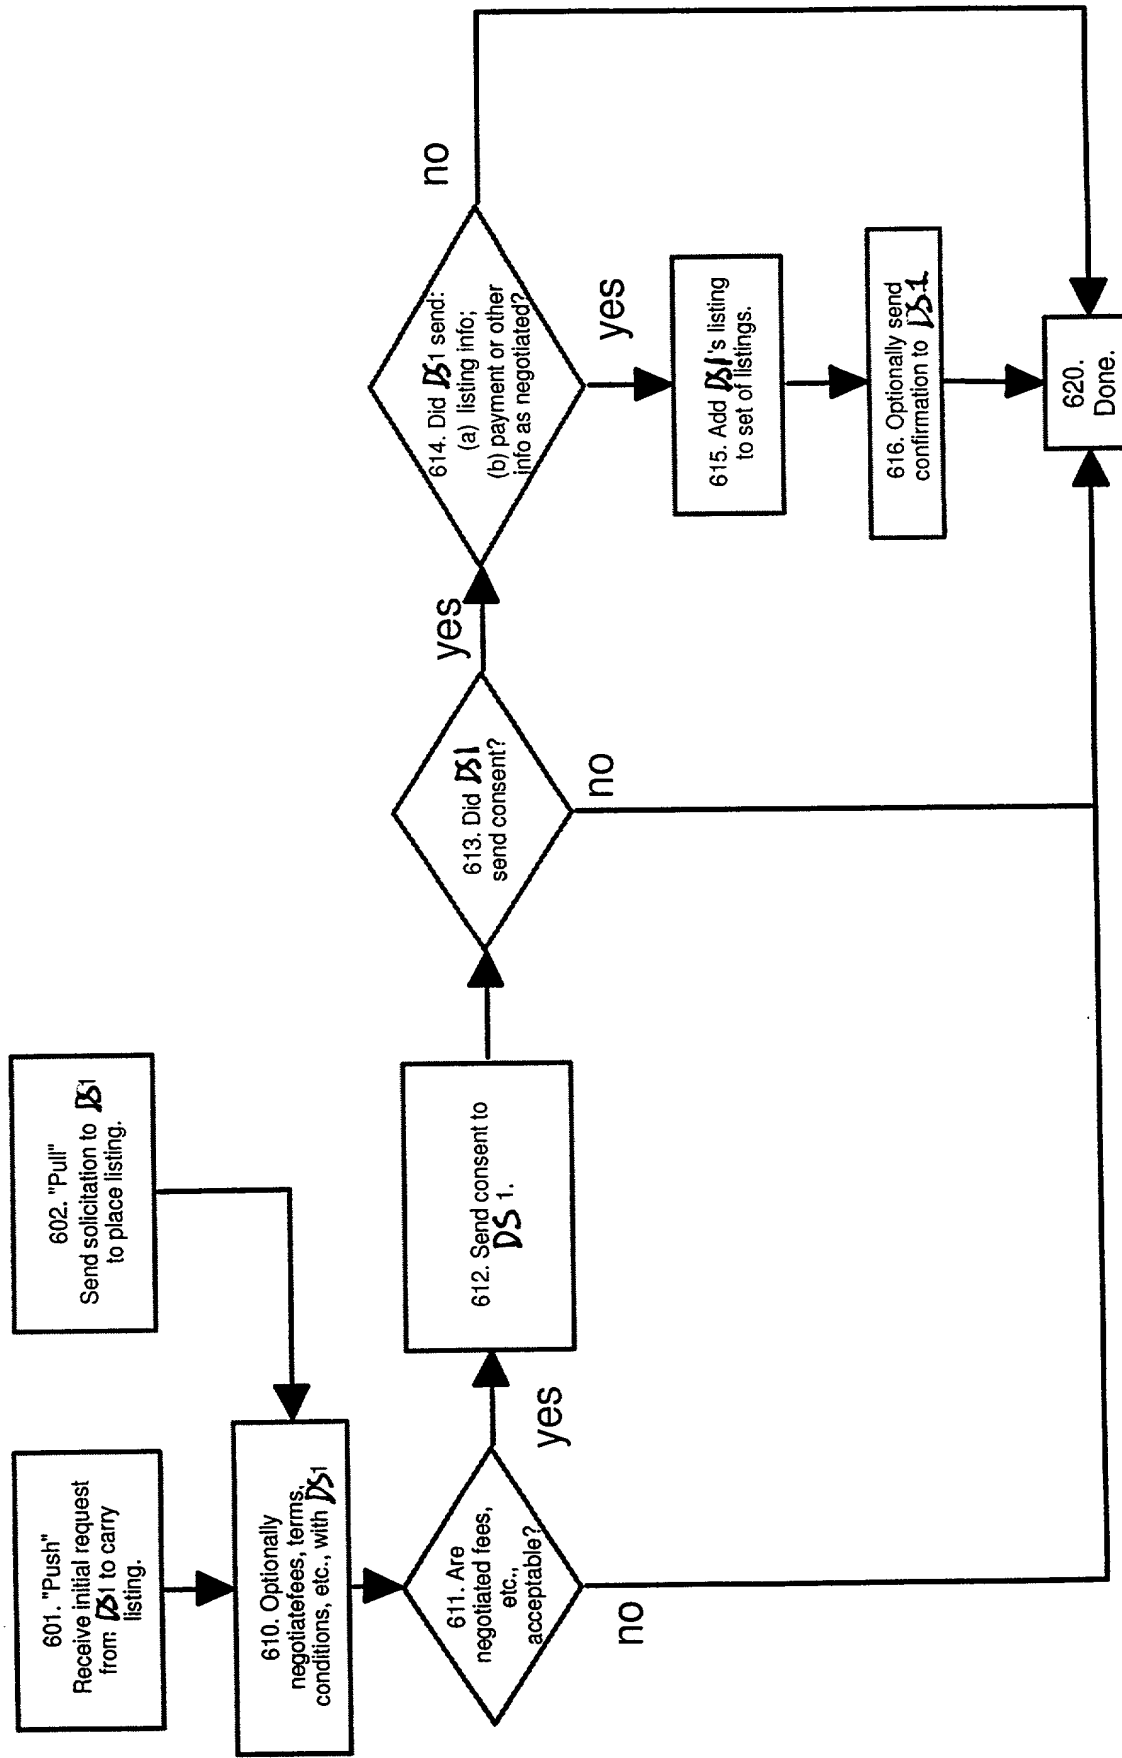 601. "Push"
Receive initial request
from DS1 to carry
listing.
602. "Pull"
Send solicitation to DS1
to place listing.
610. Optionally
negotiatefees, terms,
conditions, etc., with DS1
611. Are
negotiated fees,
etc.,
acceptable?
yes
no
612. Send consent to
DS 1.
613. Did DS1
send consent?
yes
no
614. Did DS1 send:
(a) listing info;
(b) payment or other
info as negotiated?
no
yes
615. Add DS1's listing
to set of listings.
616. Optionally send
confirmation to DS1.
620.
Done.